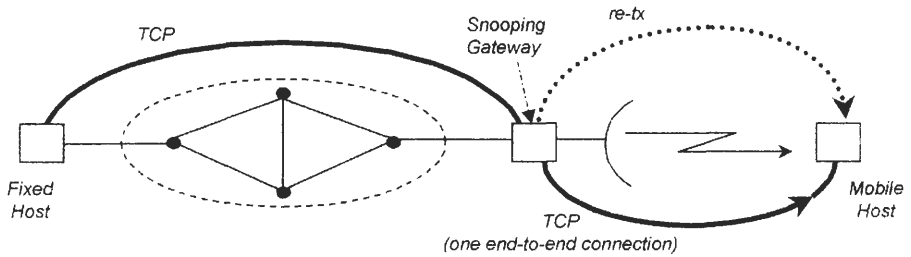 TCP
Snooping
Gateway
re-tx
Fixed
Host
Mobile
Host
TCP
(one end-to-end connection)